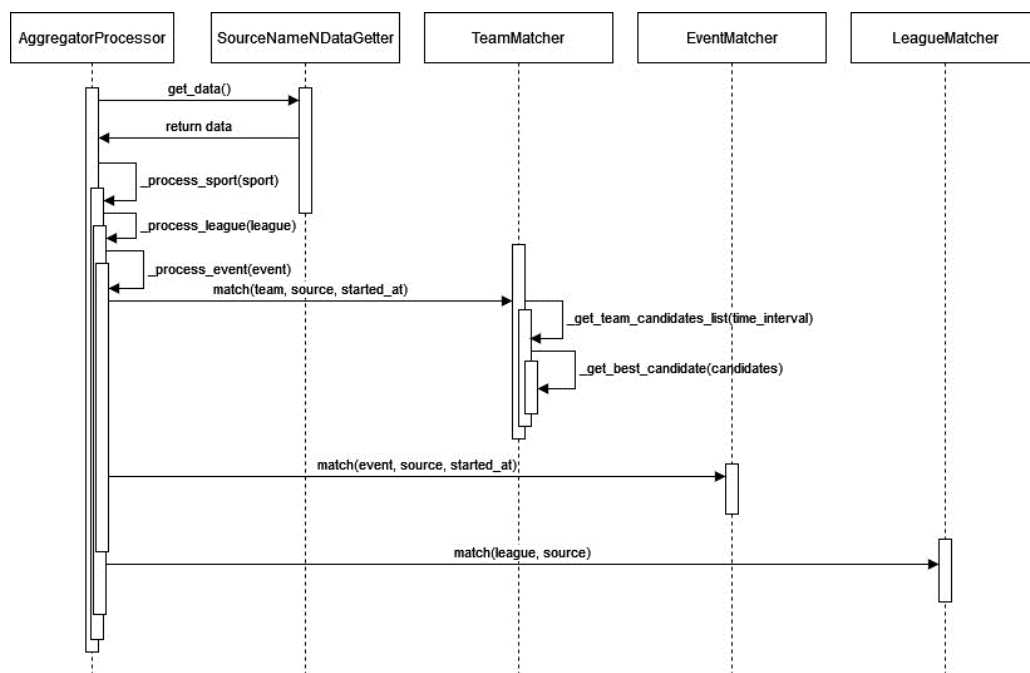 AggregatorProcessor
SourceNameNDataGetter
TeamMatcher
EventMatcher
LeagueMatcher
get_data()
return data
_process_sport(sport)
_process_league(league)
_process_event(event)
match(team, source, started_at)
_get_team_candidates_list(time_interval)
_get_best_candidate(candidates)
match(event, source, started_at)
match(league, source)